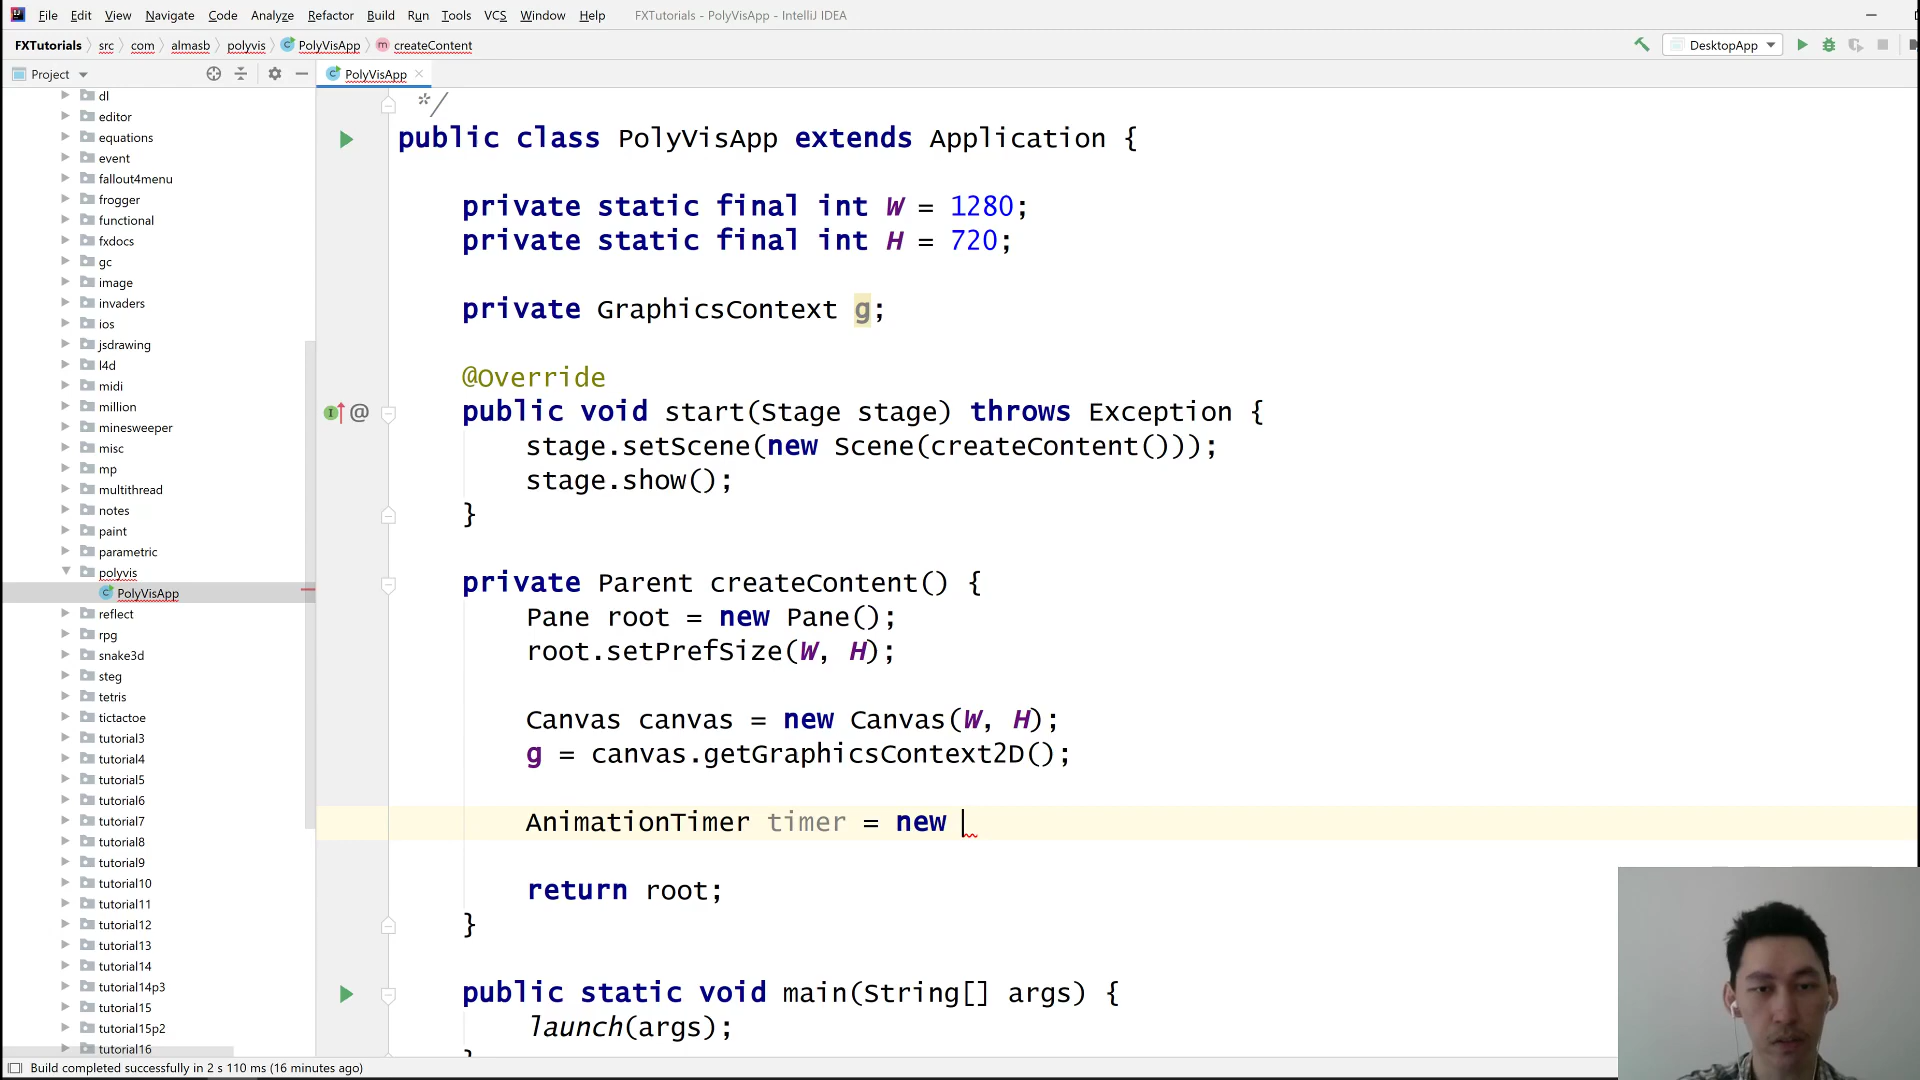 File Edit View Navigate Code Analyze Refactor Build Run Tools VCS Window Help FXTutorials - PolyVisApp - IntelliJ IDEA
FXTutorials src com almasb polyvis PolyVisApp createContent DesktopApp
Project PolyVisApp
dl
editor
equations
event
fallout4menu
frogger
functional
fxdocs
gc
image
invaders
ios
jsdrawing
l4d
midi
million
minesweeper
misc
mp
multithread
notes
paint
parametric
polyvis
PolyVisApp
reflect
rpg
snake3d
steg
tetris
tictactoe
tutorial3
tutorial4
tutorial5
tutorial6
tutorial7
tutorial8
tutorial9
tutorial10
tutorial11
tutorial12
tutorial13
tutorial14
tutorial14p3
tutorial15
tutorial15p2
tutorial16
*/
public class PolyVisApp extends Application {
private static final int W = 1280;
private static final int H = 720;
private GraphicsContext g;
@Override
public void start(Stage stage) throws Exception {
stage.setScene(new Scene(createContent()));
stage.show();
}
private Parent createContent() {
Pane root = new Pane();
root.setPrefSize(W, H);
Canvas canvas = new Canvas(W, H);
g = canvas.getGraphicsContext2D();
AnimationTimer timer = new
return root;
}
public static void main(String[] args) {
launch(args);
}
Build completed successfully in 2 s 110 ms (16 minutes ago)